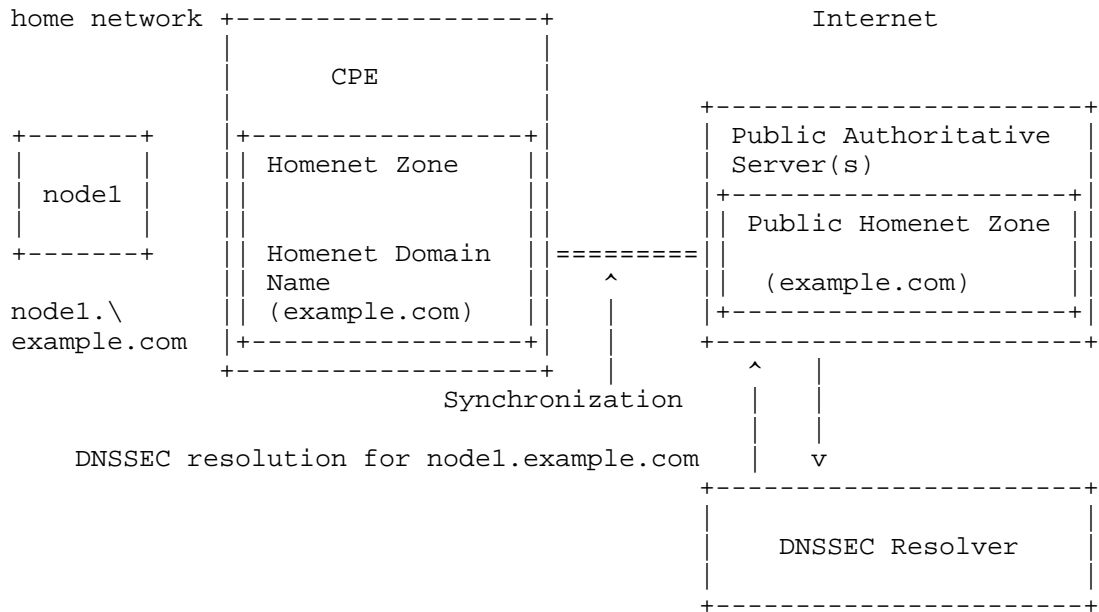 home network Internet
CPE
Public Authoritative
Homenet Zone Server(s)
node1
Public Homenet Zone
Homenet Domain
Name (example.com)
node1.\ (example.com)
example.com
Synchronization
DNSSEC resolution for node1.example.com
DNSSEC Resolver